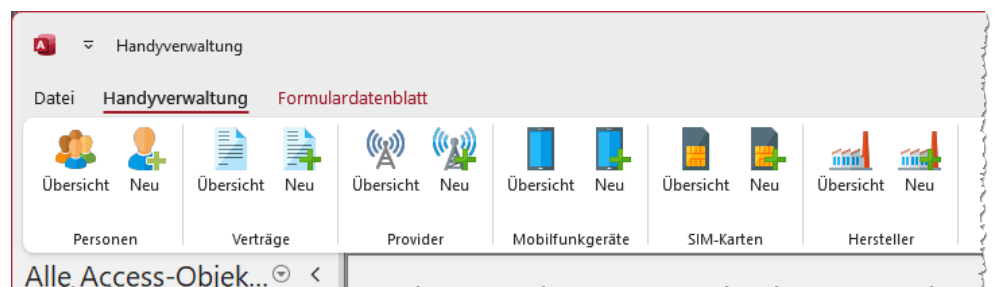 Handyverwaltung
Datei Handyverwaltung Formulardatenblatt
Übersicht Neu Übersicht Neu Übersicht Neu Übersicht Neu Übersicht Neu Übersicht Neu
Personen Verträge Provider Mobilfunkgeräte SIM-Karten Hersteller
Alle Access-Objek...